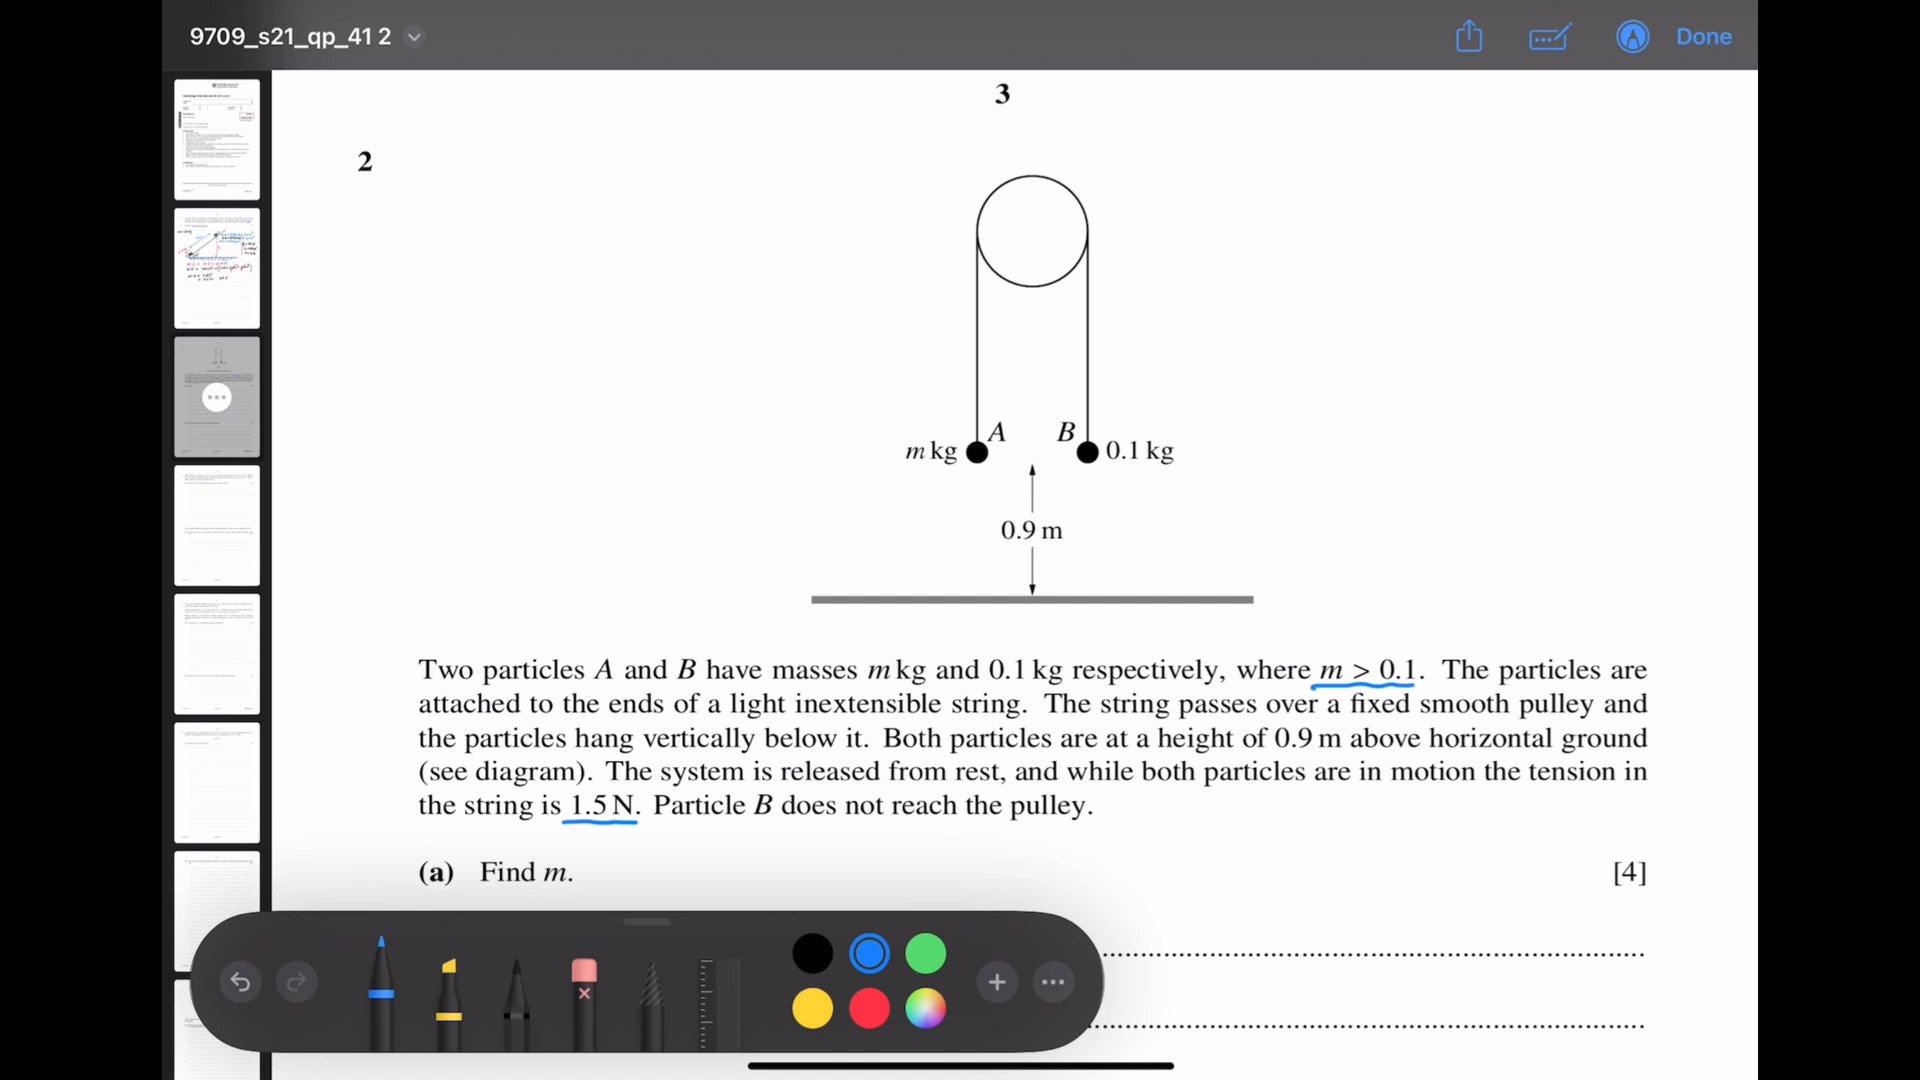 9709_s21_qp_41 2
Done
3
2
A
B
m kg
0.1 kg
0.9 m
Two particles A and B have masses m kg and 0.1 kg respectively, where m > 0.1. The particles are
attached to the ends of a light inextensible string. The string passes over a fixed smooth pulley and
the particles hang vertically below it. Both particles are at a height of 0.9 m above horizontal ground
(see diagram). The system is released from rest, and while both particles are in motion the tension in
the string is 1.5 N. Particle B does not reach the pulley.
(a) Find m. [4]